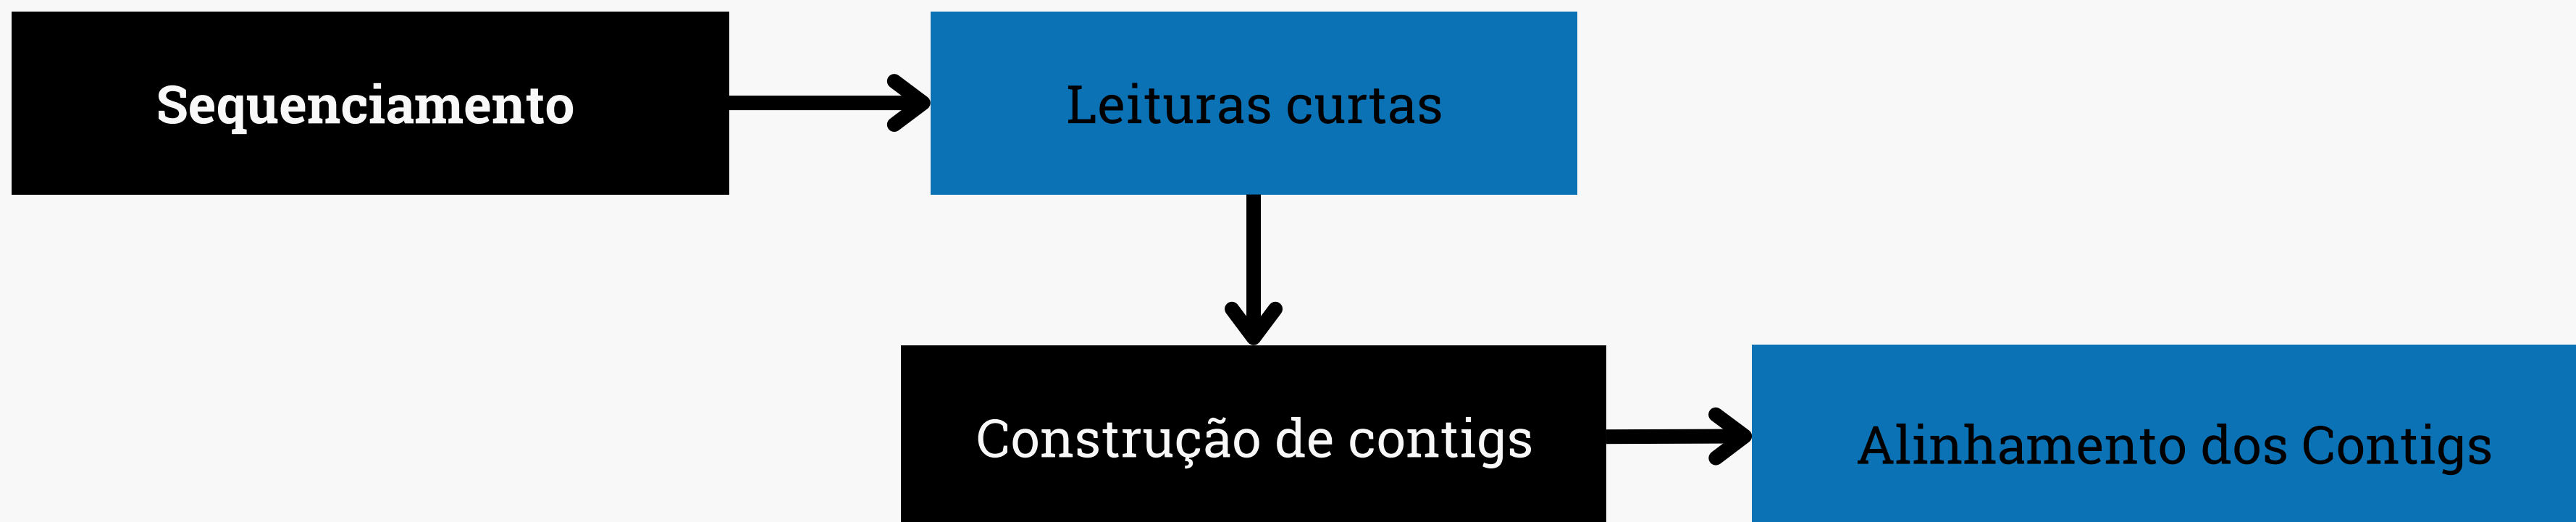 Sequenciamento
Leituras curtas
Construção de contigs
Alinhamento dos Contigs